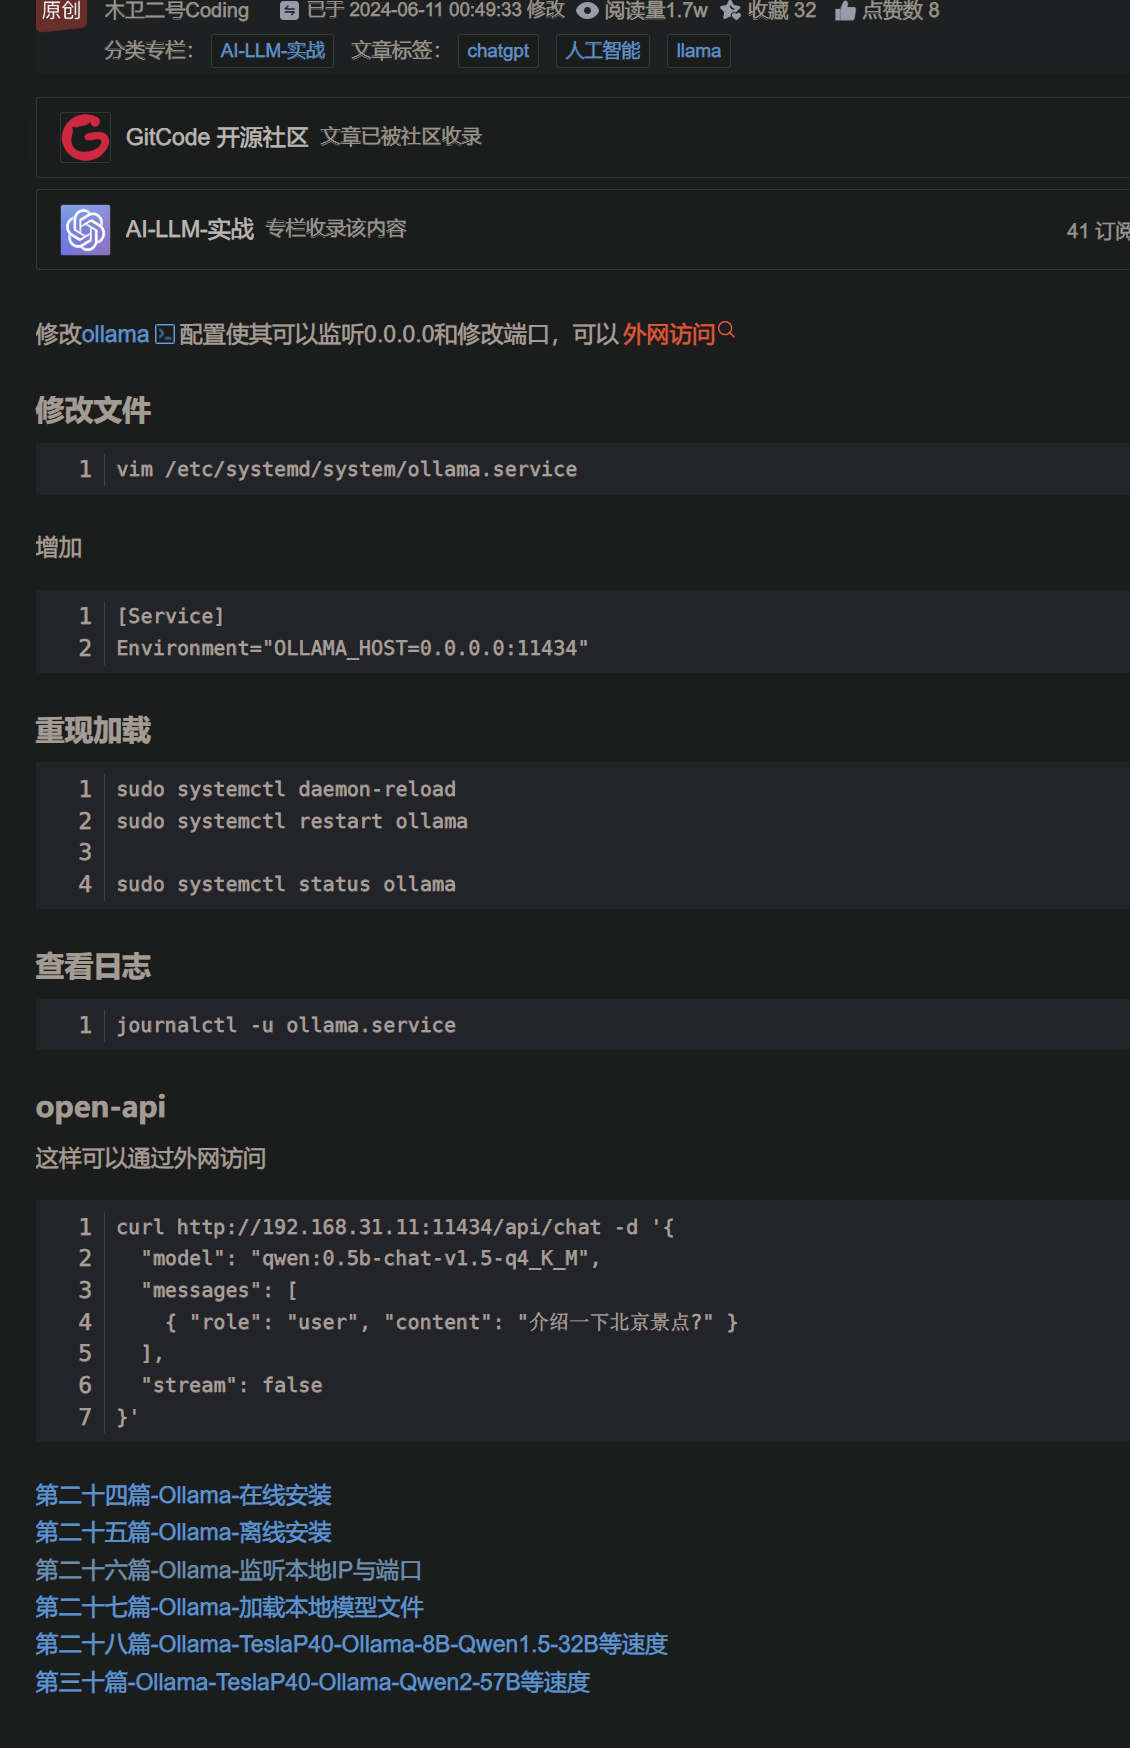 原创 木卫二号Coding 已于 2024-06-11 00:49:33 修改 阅读量1.7w 收藏 32 点赞数 8
分类专栏： AI-LLM-实战 文章标签： chatgpt 人工智能 llama
GitCode 开源社区 文章已被社区收录
AI-LLM-实战 专栏收录该内容 41 订阅
修改ollama 配置使其可以监听0.0.0.0和修改端口，可以 外网访问
修改文件
1 vim /etc/systemd/system/ollama.service
增加
1 [Service]
2 Environment="OLLAMA_HOST=0.0.0.0:11434"
重现加载
1 sudo systemctl daemon-reload
2 sudo systemctl restart ollama
3
4 sudo systemctl status ollama
查看日志
1 journalctl -u ollama.service
open-api
这样可以通过外网访问
1 curl http://192.168.31.11:11434/api/chat -d '{
2 "model": "qwen:0.5b-chat-v1.5-q4_K_M",
3 "messages": [
4 { "role": "user", "content": "介绍一下北京景点?" }
5 ],
6 "stream": false
7 }'
第二十四篇-Ollama-在线安装
第二十五篇-Ollama-离线安装
第二十六篇-Ollama-监听本地IP与端口
第二十七篇-Ollama-加载本地模型文件
第二十八篇-Ollama-TeslaP40-Ollama-8B-Qwen1.5-32B等速度
第三十篇-Ollama-TeslaP40-Ollama-Qwen2-57B等速度